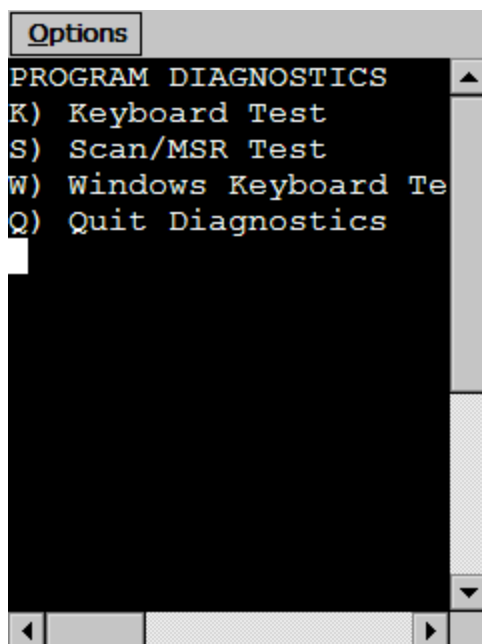 Options
PROGRAM DIAGNOSTICS
K) Keyboard Test
S) Scan/MSR Test
W) Windows Keyboard Te
Q) Quit Diagnostics